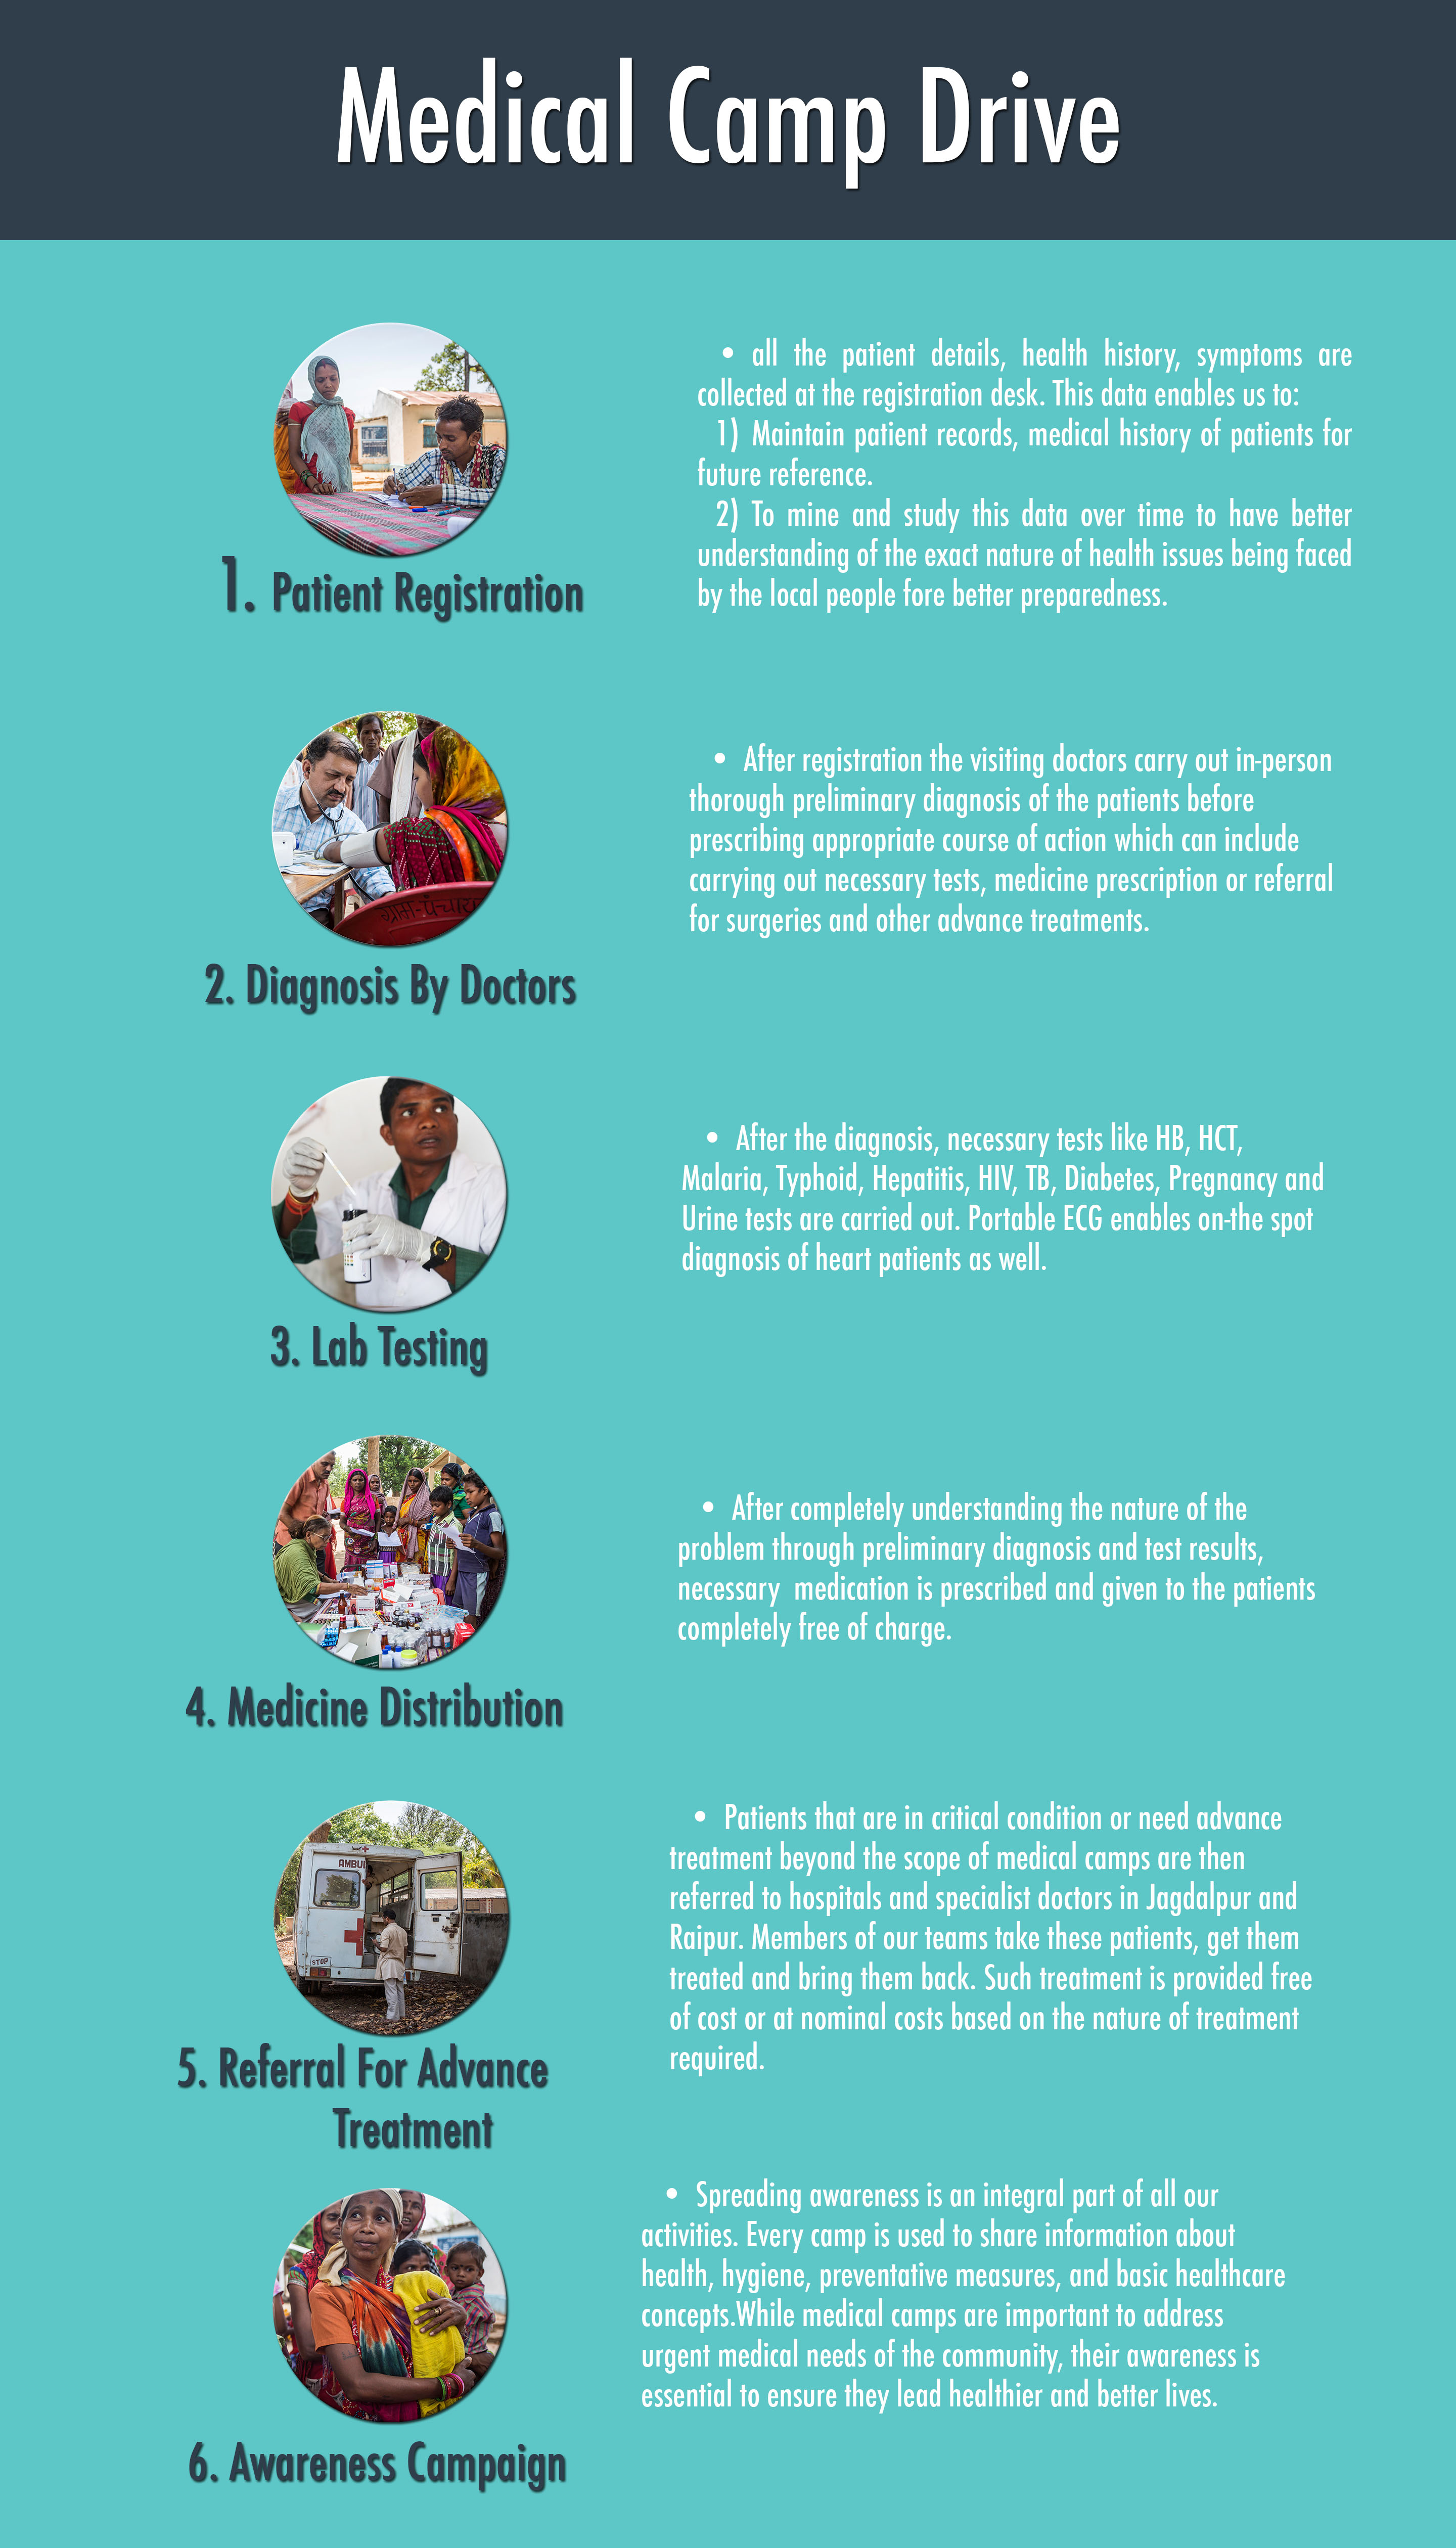 Medical Camp Drive
• all the patient details, health history, symptoms are
collected at the registration desk. This data enables us to:
1) Maintain patient records, medical history of patients for
future reference.
2) To mine and study this data over time to have better
understanding of the exact nature of health issues being faced
by the local people fore better preparedness.
1. Patient Registration
• After registration the visiting doctors carry out in-person
thorough preliminary diagnosis of the patients before
prescribing appropriate course of action which can include
carrying out necessary tests, medicine prescription or referral
for surgeries and other advance treatments.
2. Diagnosis By Doctors
• After the diagnosis, necessary tests like HB, HCT,
Malaria, Typhoid, Hepatitis, HIV, TB, Diabetes, Pregnancy and
Urine tests are carried out. Portable ECG enables on-the spot
diagnosis of heart patients as well.
3. Lab Testing
• After completely understanding the nature of the
problem through preliminary diagnosis and test results,
necessary medication is prescribed and given to the patients
completely free of charge.
4. Medicine Distribution
• Patients that are in critical condition or need advance
treatment beyond the scope of medical camps are then
referred to hospitals and specialist doctors in Jagdalpur and
Raipur. Members of our teams take these patients, get them
treated and bring them back. Such treatment is provided free
of cost or at nominal costs based on the nature of treatment
required.
AMBU
STOP
5. Referral For Advance
Treatment
• Spreading awareness is an integral part of all our
activities. Every camp is used to share information about
health, hygiene, preventative measures, and basic healthcare
concepts.While medical camps are important to address
urgent medical needs of the community, their awareness is
essential to ensure they lead healthier and better lives.
6. Awareness Campaign